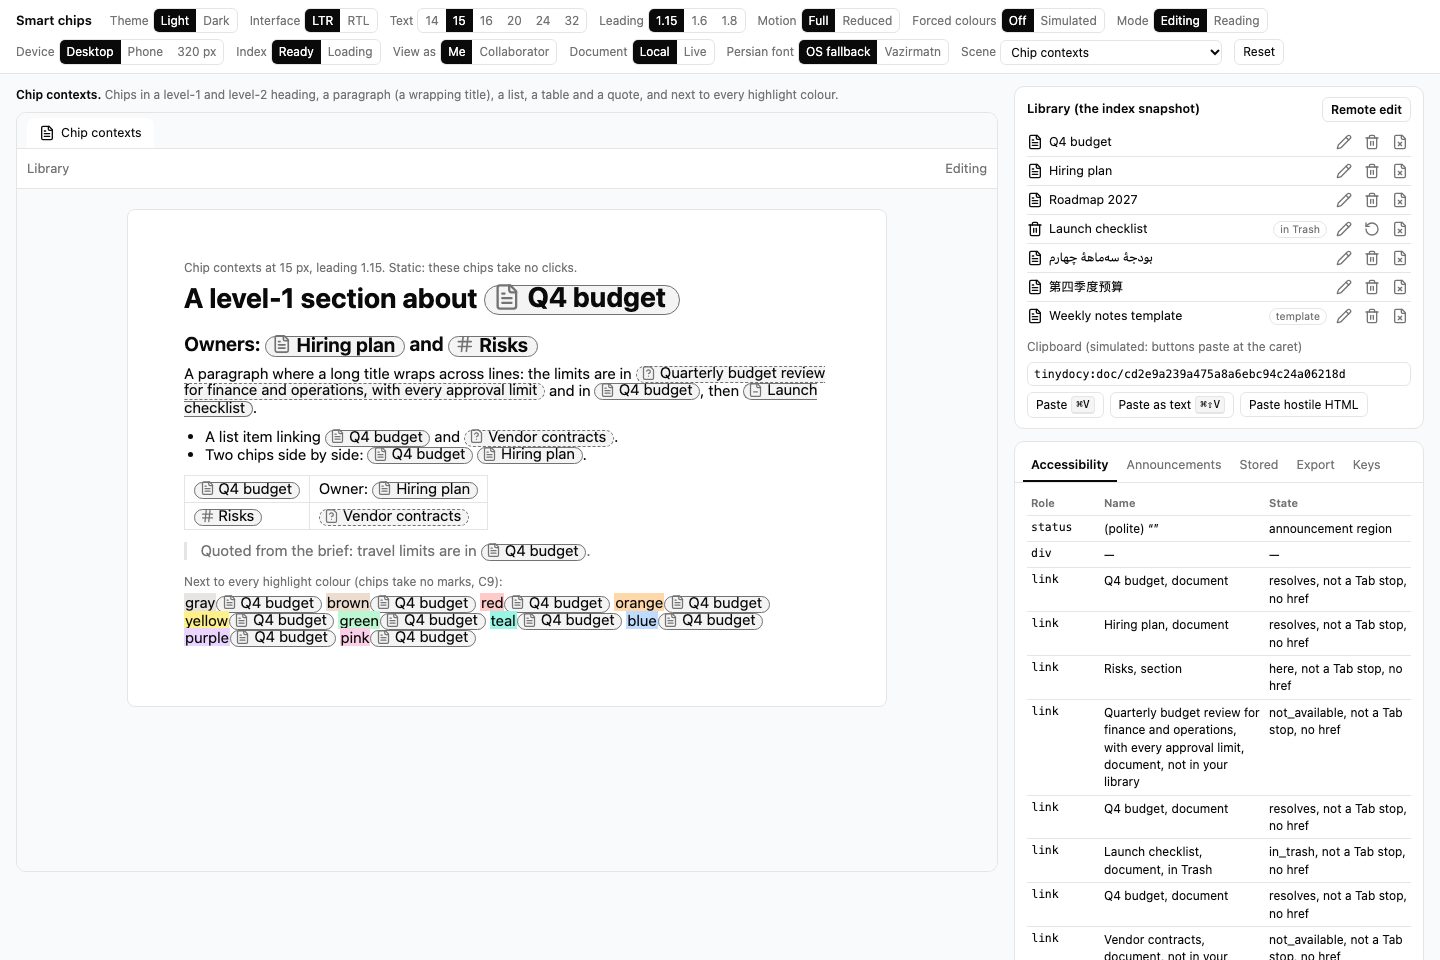 Smart chips Theme Light Dark Interface LTR RTL Text 14 15 16 20 24 32 Leading 1.15 1.6 1.8 Motion Full Reduced Forced colours Off Simulated Mode Editing Reading
Device Desktop Phone 320 px Index Ready Loading View as Me Collaborator Document Local Live Persian font OS fallback Vazirmatn Scene Chip contexts Reset
Chip contexts. Chips in a level-1 and level-2 heading, a paragraph (a wrapping title), a list, a table and a quote, and next to every highlight colour.
Chip contexts
Library Editing
Chip contexts at 15 px, leading 1.15. Static: these chips take no clicks.
A level-1 section about Q4 budget
Owners: Hiring plan and # Risks
A paragraph where a long title wraps across lines: the limits are in Quarterly budget review
for finance and operations, with every approval limit and in Q4 budget, then Launch
checklist.
• A list item linking Q4 budget and Vendor contracts.
• Two chips side by side: Q4 budget Hiring plan.
Q4 budget Owner: Hiring plan
# Risks Vendor contracts
Quoted from the brief: travel limits are in Q4 budget.
Next to every highlight colour (chips take no marks, C9):
gray Q4 budget brown Q4 budget red Q4 budget orange Q4 budget
yellow Q4 budget green Q4 budget teal Q4 budget blue Q4 budget
purple Q4 budget pink Q4 budget
Library (the index snapshot) Remote edit
Q4 budget
Hiring plan
Roadmap 2027
Launch checklist in Trash
بودجهٔ سه‌ماههٔ چهارم
第四季度预算
Weekly notes template template
Clipboard (simulated: buttons paste at the caret)
tinydocy:doc/cd2e9a239a475a8a6ebc94c24a06218d
Paste ⌘V Paste as text ⌘⇧V Paste hostile HTML
Accessibility Announcements Stored Export Keys
Role Name State
status (polite) “” announcement region
div — —
link Q4 budget, document resolves, not a Tab stop,
no href
link Hiring plan, document resolves, not a Tab stop,
no href
link Risks, section here, not a Tab stop, no
href
link Quarterly budget review for not_available, not a Tab
finance and operations, stop, no href
with every approval limit,
document, not in your
library
link Q4 budget, document resolves, not a Tab stop,
no href
link Launch checklist, in_trash, not a Tab stop,
document, in Trash no href
link Q4 budget, document resolves, not a Tab stop,
no href
link Vendor contracts, not_available, not a Tab
document, not in your stop, no href